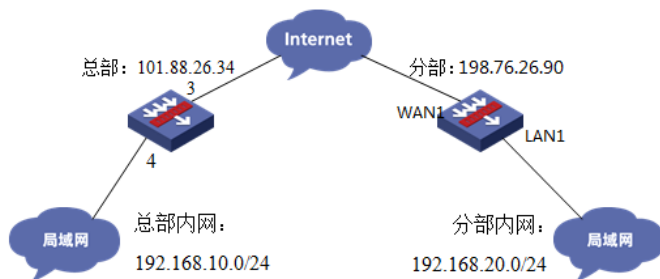 Internet
总部：101.88.26.34
分部：198.76.26.90
3
WAN1
LAN1
4
总部内网：
分部内网：
局域网
局域网
192.168.10.0/24
192.168.20.0/24